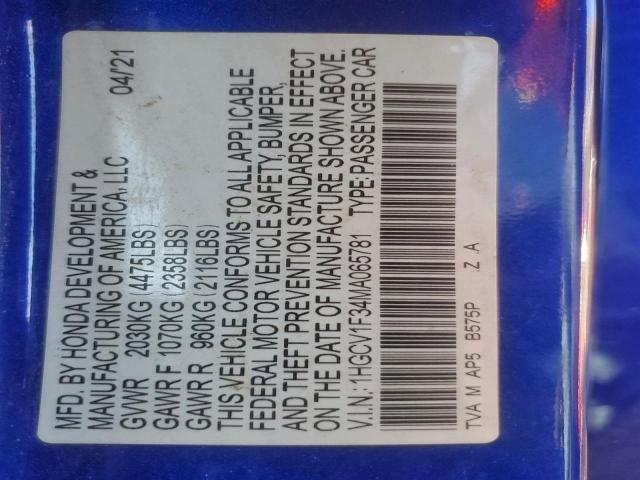 MFD. BY HONDA DEVELOPMENT &
MANUFACTURING OF AMERICA, LLC 04/21
GVWR 2030KG (4475LBS)
GAWR F 1070KG (2358LBS)
GAWR R 960KG (2116LBS)
THIS VEHICLE CONFORMS TO ALL APPLICABLE
FEDERAL MOTOR VEHICLE SAFETY, BUMPER,
AND THEFT PREVENTION STANDARDS IN EFFECT
ON THE DATE OF MANUFACTURE SHOWN ABOVE.
V.I.N.: 1HGCV1F34MA065781 TYPE: PASSENGER CAR
TVA M AP5 B575P Z .A